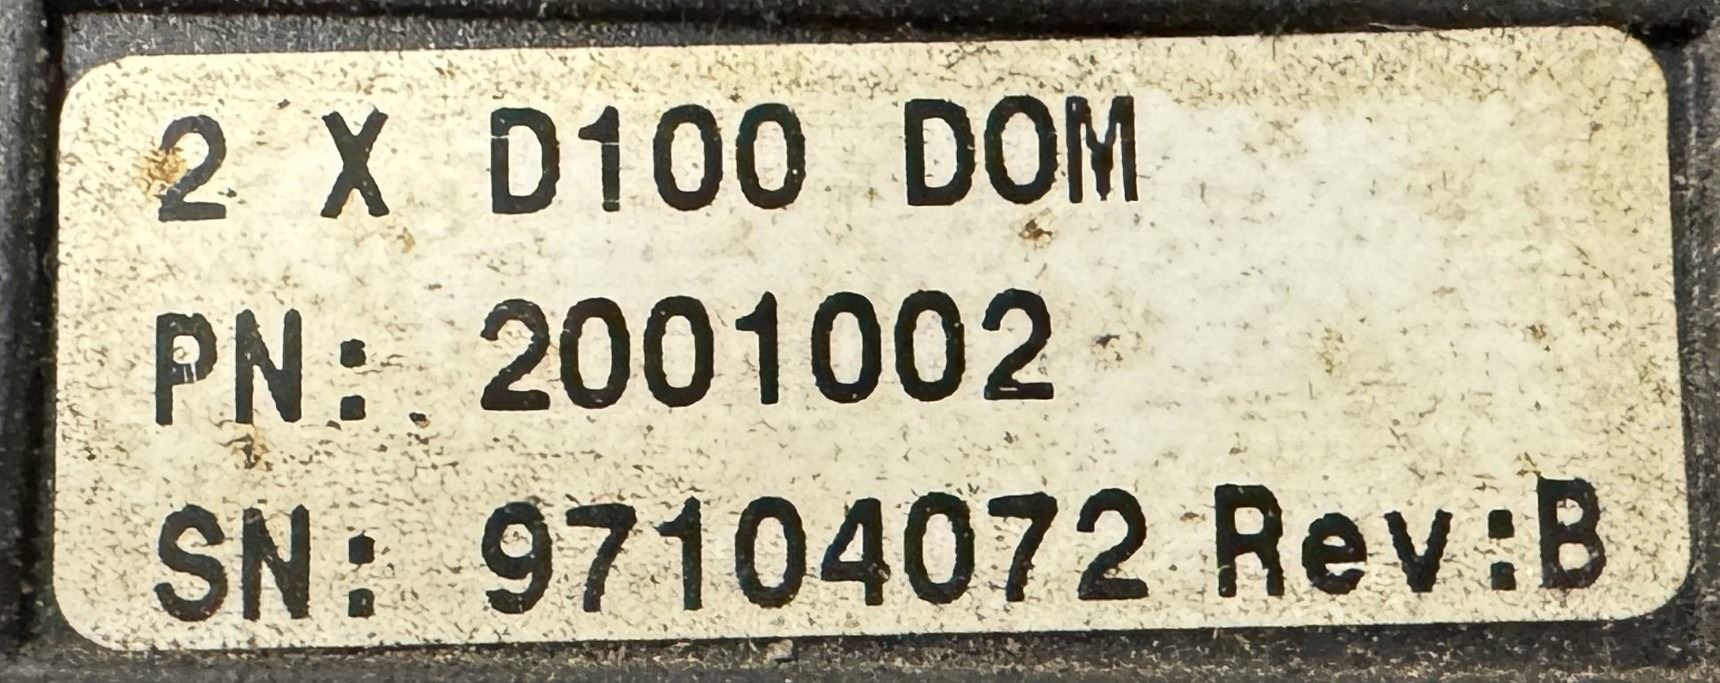 2 X D100 DOM
PN: 2001002
SN: 97104072 Rev:B